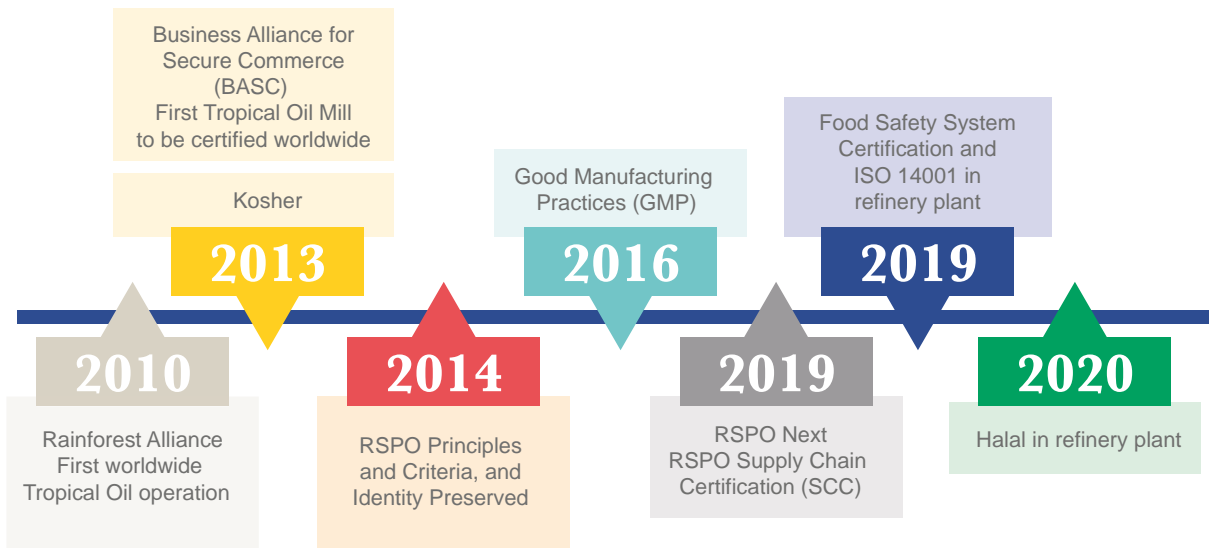 Business Alliance for
Secure Commerce
(BASC)
First Tropical Oil Mill
to be certified worldwide
Kosher
2013
Good Manufacturing
Practices (GMP)
2016
Food Safety System
Certification and
ISO 14001 in
refinery plant
2019
2010
Rainforest Alliance
First worldwide
Tropical Oil operation
2014
RSPO Principles
and Criteria, and
Identity Preserved
2019
RSPO Next
RSPO Supply Chain
Certification (SCC)
2020
Halal in refinery plant